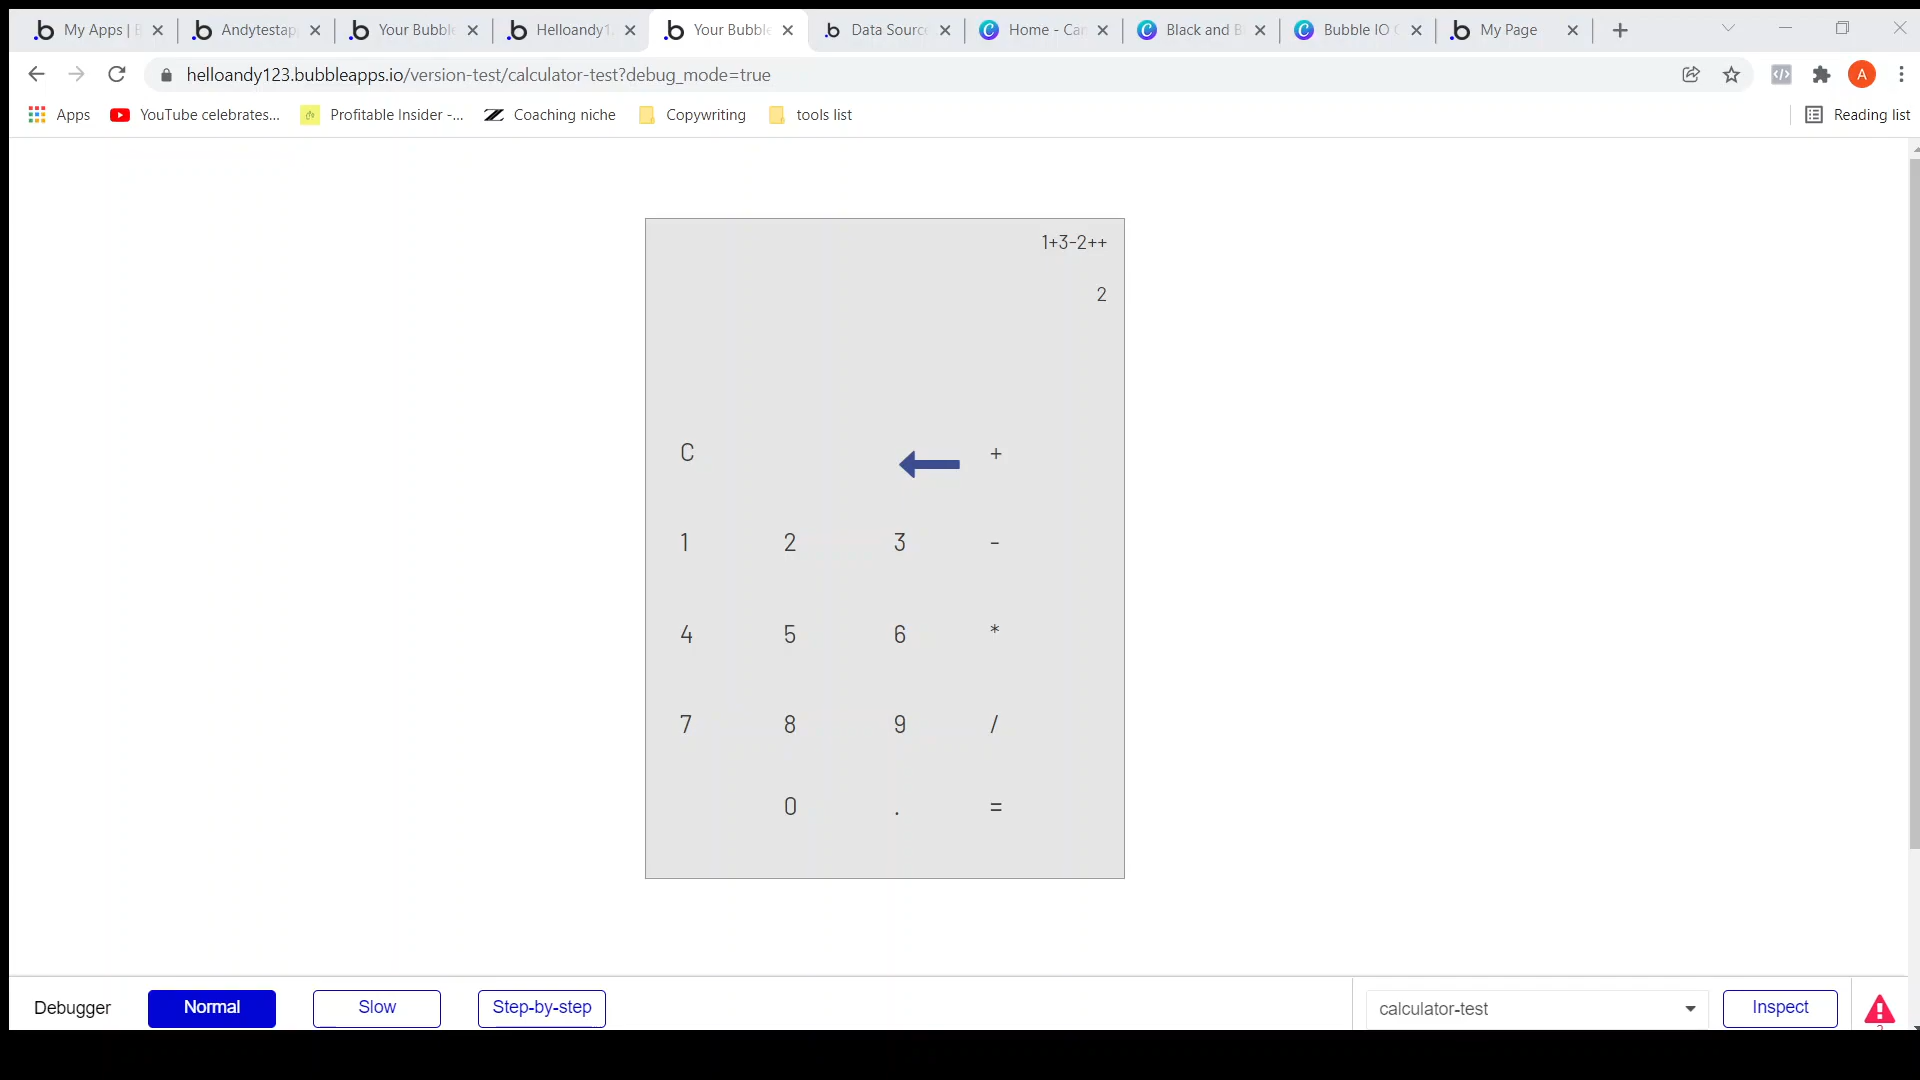 My Apps |
Andytestap
Your Bubble
Helloandy1
Your Bubble
Data Sourc
Home - Ca
Black and B
Bubble IO
My Page
helloandy123.bubbleapps.io/version-test/calculator-test?debug_mode=true
A
Apps
YouTube celebrates...
Profitable Insider -...
Coaching niche
Copywriting
tools list
Reading list
1+3-2++
2
C +
1 2 3 -
4 5 6 *
7 8 9 /
0 . =
Debugger
Normal
Slow
Step-by-step
calculator-test
Inspect